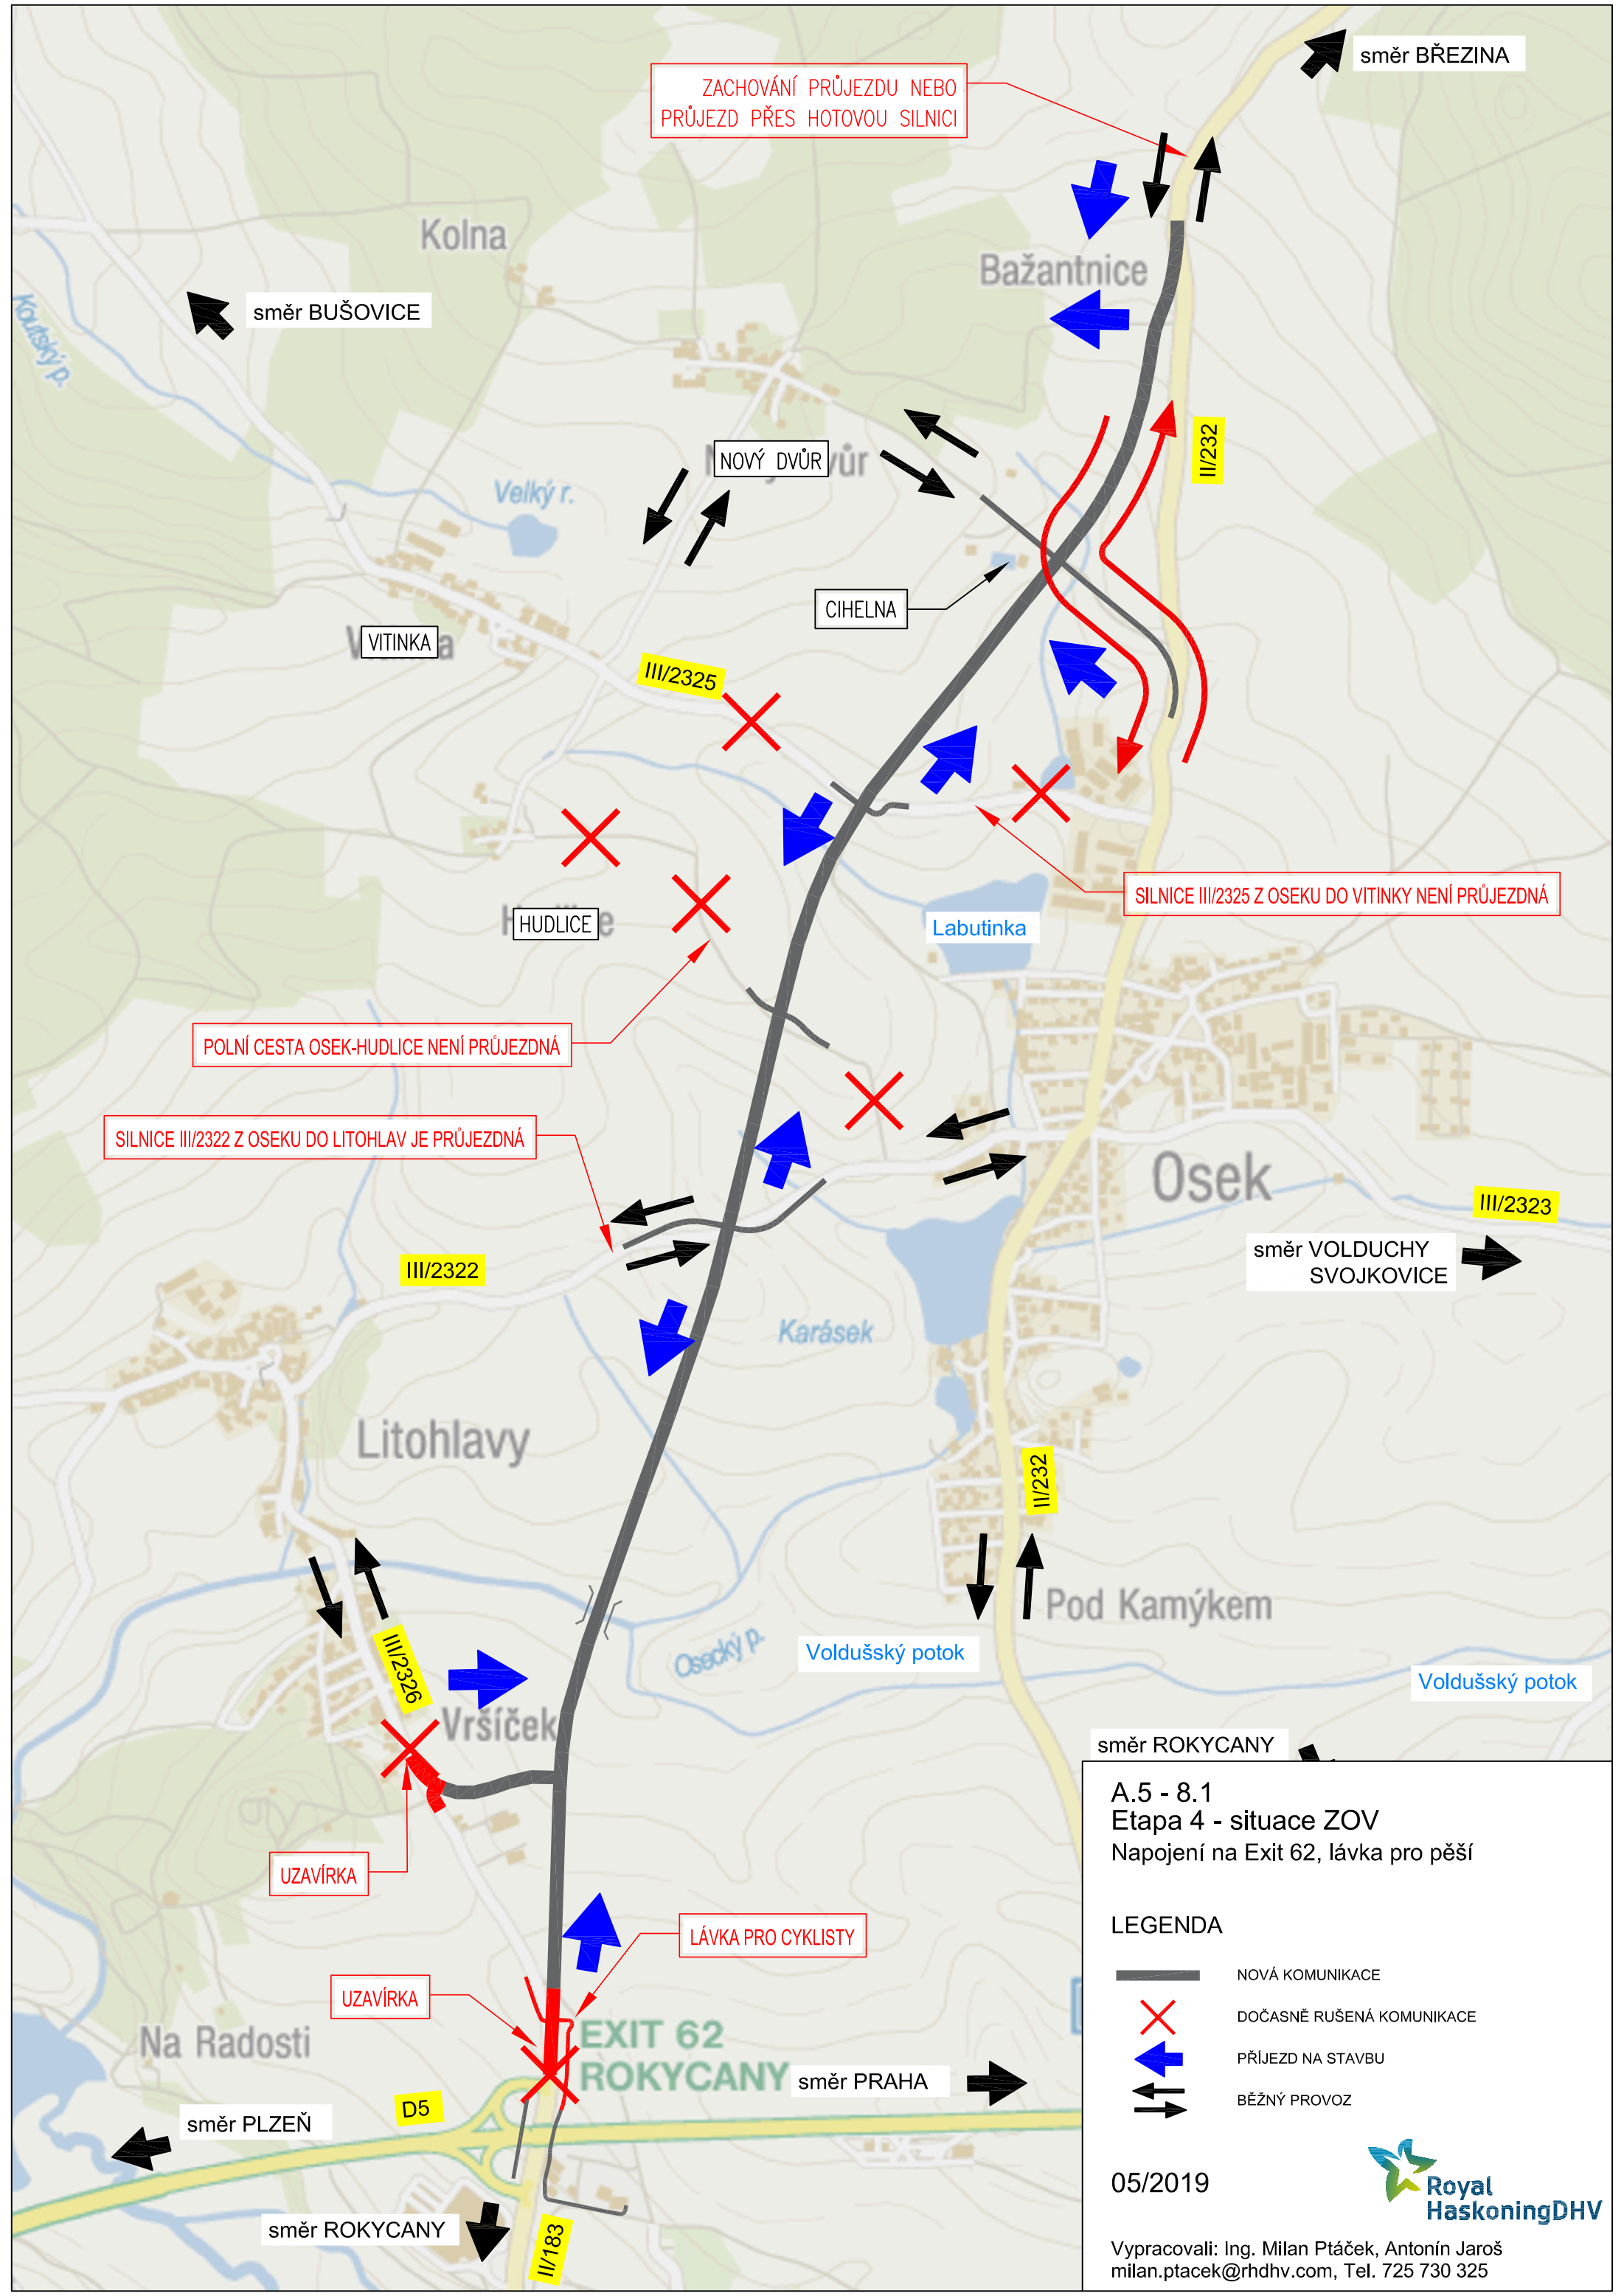 směr BŘEZINA
ZACHOVÁNÍ PRŮJEZDU NEBO
PRŮJEZD PŘES HOTOVOU SILNICI
Kolna
Bažantnice
směr BUŠOVICE
Koutský p.
II/232
NOVÝ DVŮR
Velký r.
CIHELNA
VITINKA
III/2325
SILNICE III/2325 Z OSEKU DO VITINKY NENÍ PRŮJEZDNÁ
HUDLICE
Labutinka
POLNÍ CESTA OSEK-HUDLICE NENÍ PRŮJEZDNÁ
SILNICE III/2322 Z OSEKU DO LITOHLAV JE PRŮJEZDNÁ
Osek
III/2323
směr VOLDUCHY
SVOJKOVICE
III/2322
Karásek
Litohlavy
II/232
Pod Kamýkem
Osecký p.
Voldušský potok
Voldušský potok
III/2326
Vršíček
směr ROKYCANY
UZAVÍRKA
LÁVKA PRO CYKLISTY
UZAVÍRKA
Na Radosti
EXIT 62
ROKYCANY
směr PRAHA
D5
směr PLZEŇ
směr ROKYCANY
II/183
A.5 - 8.1
Etapa 4 - situace ZOV
Napojení na Exit 62, lávka pro pěší
LEGENDA
NOVÁ KOMUNIKACE
DOČASNĚ RUŠENÁ KOMUNIKACE
PŘÍJEZD NA STAVBU
BĚŽNÝ PROVOZ
05/2019
Royal
HaskoningDHV
Vypracovali: Ing. Milan Ptáček, Antonín Jaroš
milan.ptacek@rhdhv.com, Tel. 725 730 325